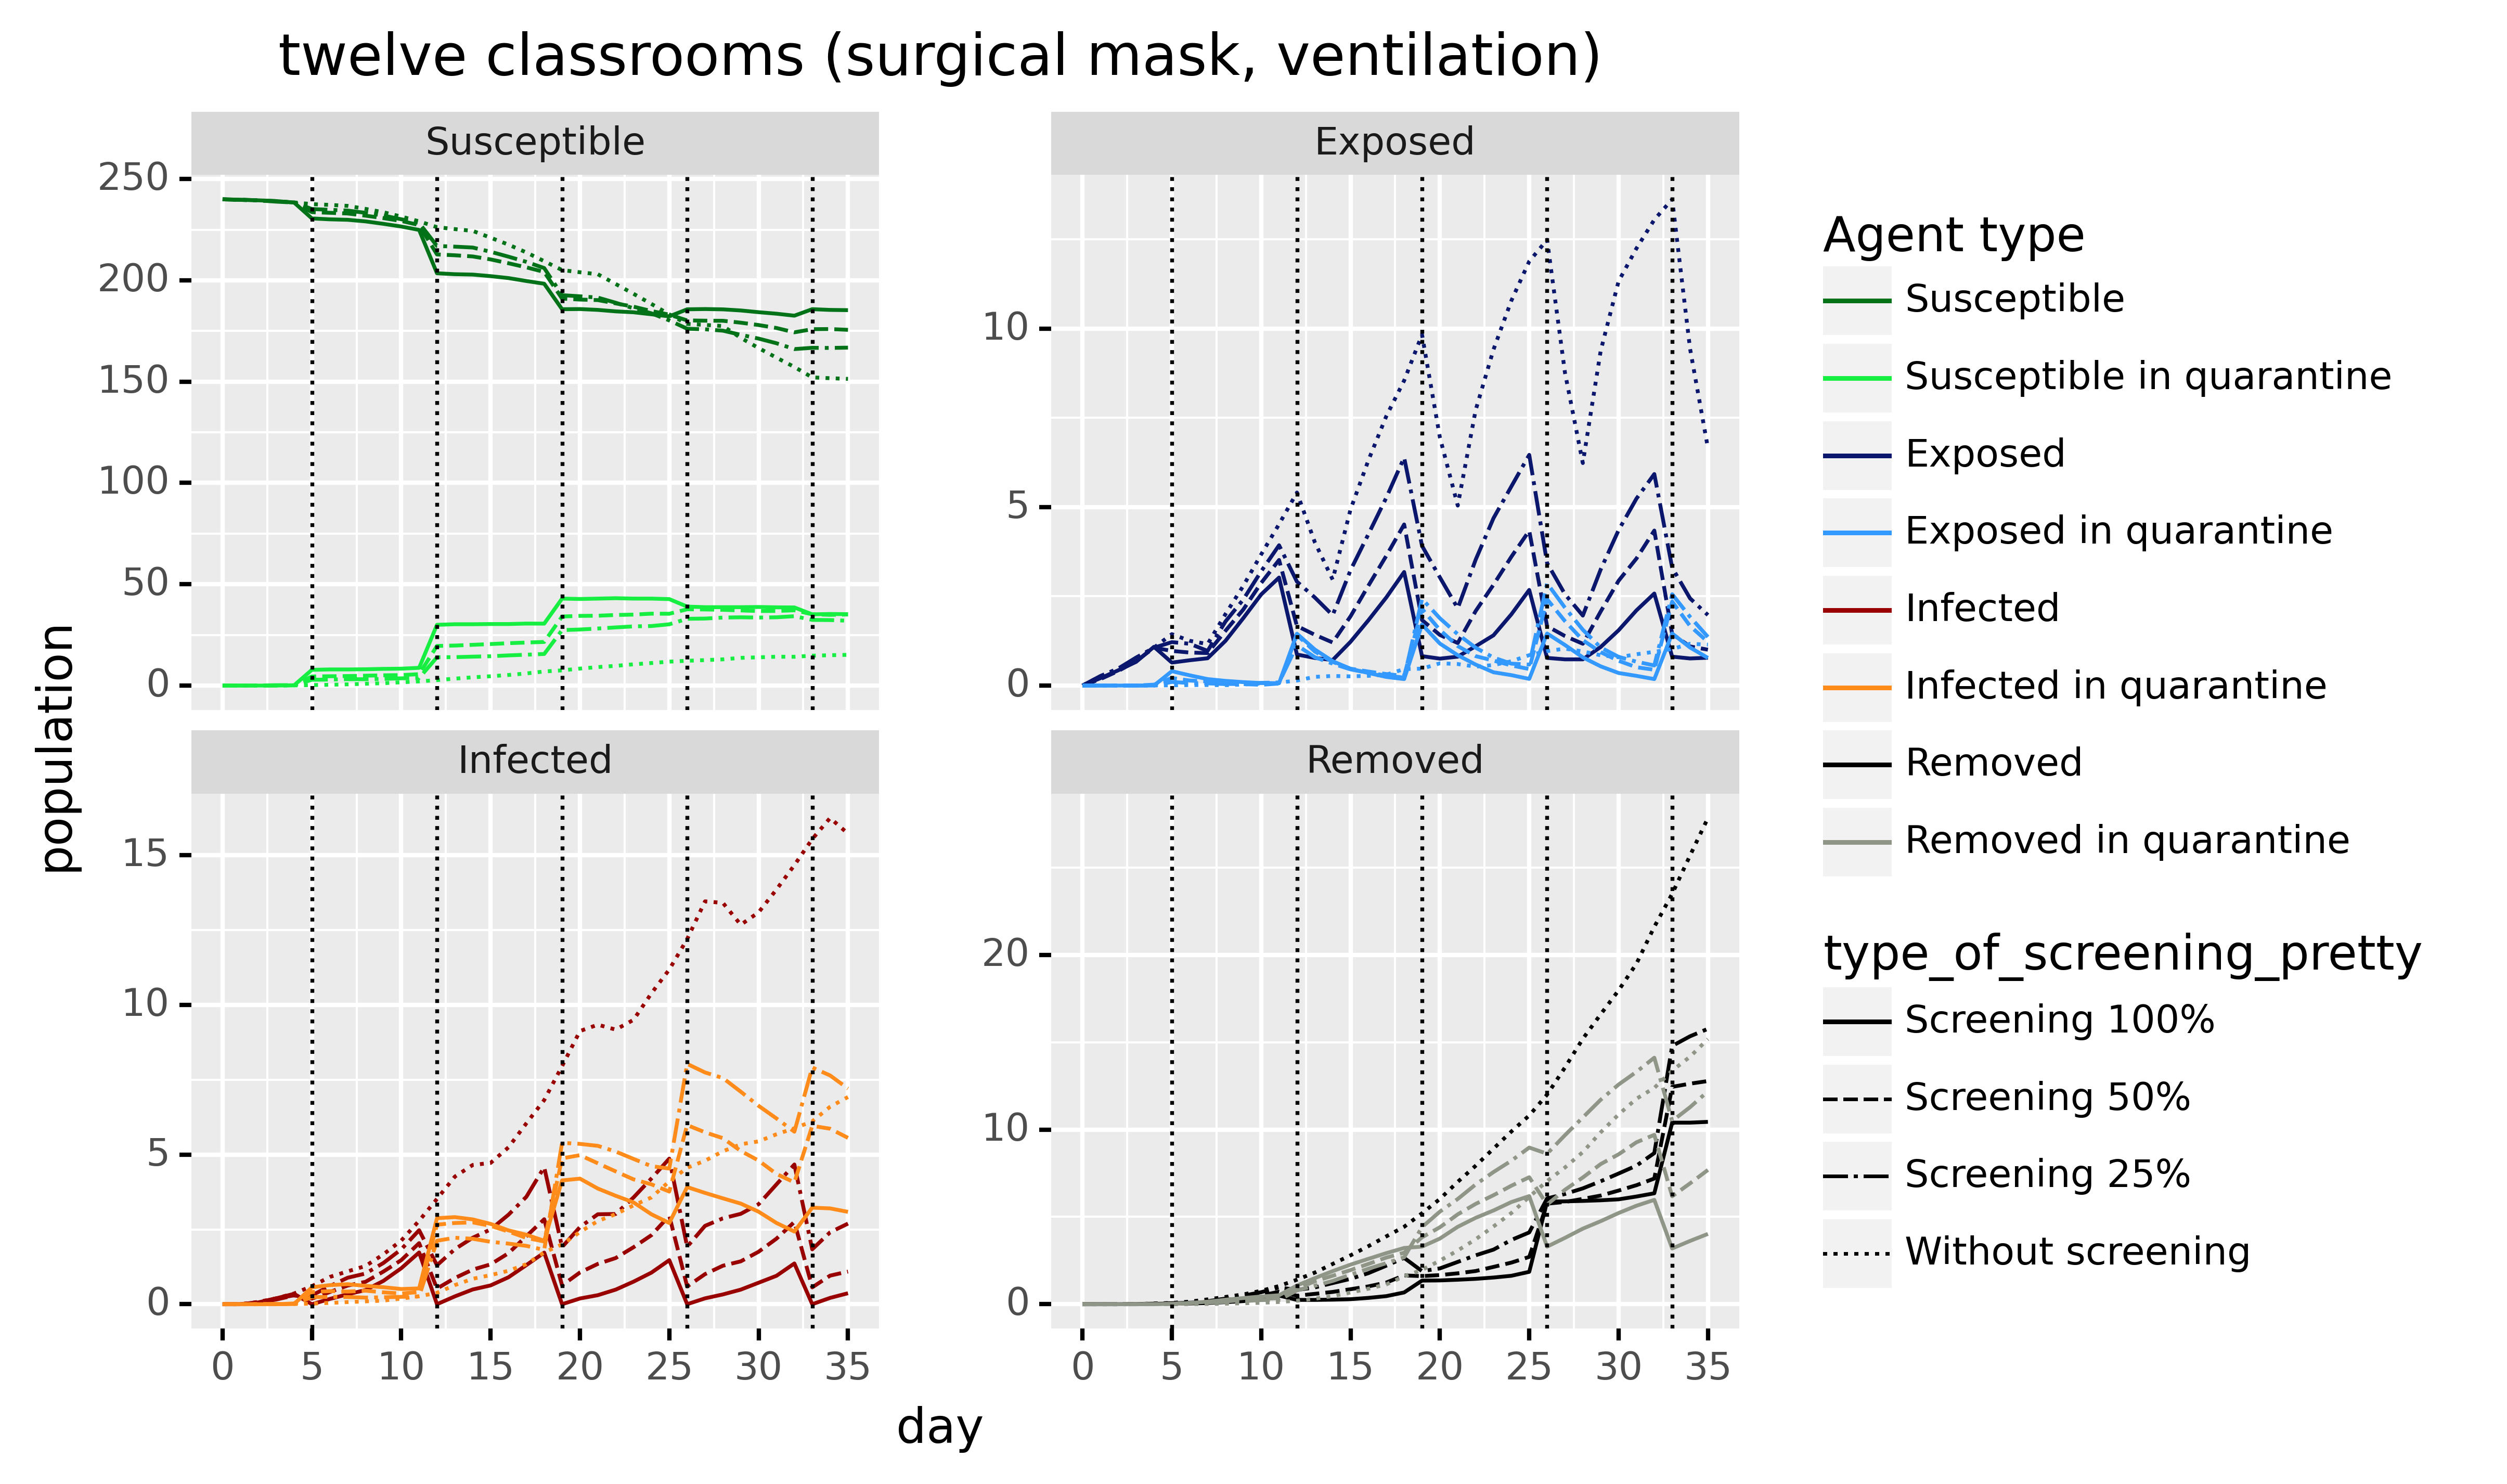 twelve classrooms (surgical mask, ventilation)
Susceptible
Exposed
250
200
150
100
50
0
10
5
0
Infected
Removed
15
10
5
0
20
10
0
0 5 10 15 20 25 30 35
0 5 10 15 20 25 30 35
population
day
Agent type
Susceptible
Susceptible in quarantine
Exposed
Exposed in quarantine
Infected
Infected in quarantine
Removed
Removed in quarantine
type_of_screening_pretty
Screening 100%
Screening 50%
Screening 25%
Without screening